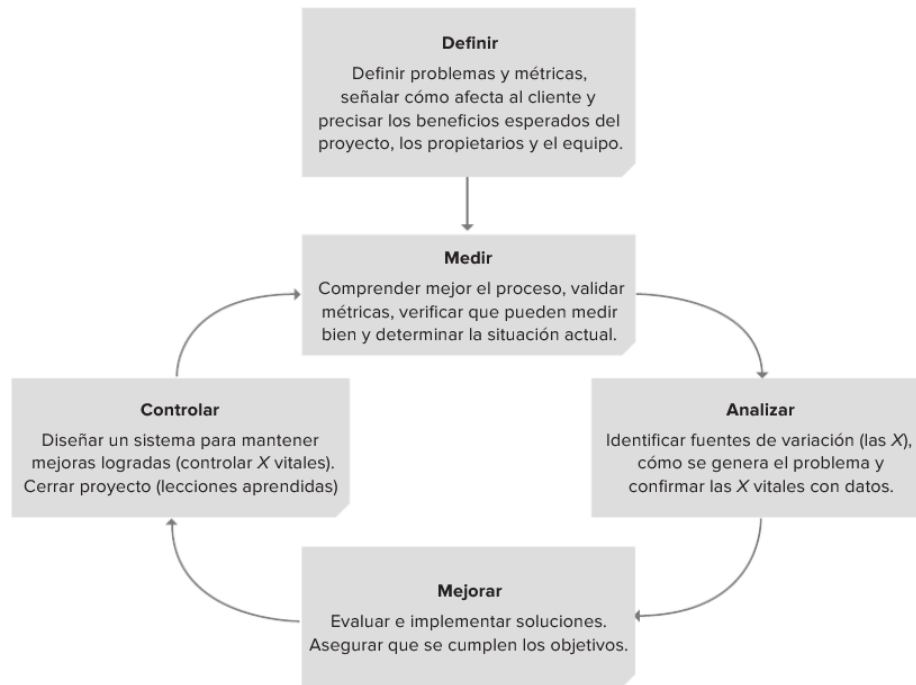 Definir
Definir problemas y métricas,
señalar cómo afecta al cliente y
precisar los beneficios esperados del
proyecto, los propietarios y el equipo.
Medir
Comprender mejor el proceso, validar
métricas, verificar que pueden medir
bien y determinar la situación actual.
Controlar
Diseñar un sistema para mantener
mejoras logradas (controlar X vitales).
Cerrar proyecto (lecciones aprendidas)
Analizar
Identificar fuentes de variación (las X),
cómo se genera el problema y
confirmar las X vitales con datos.
Mejorar
Evaluar e implementar soluciones.
Asegurar que se cumplen los objetivos.